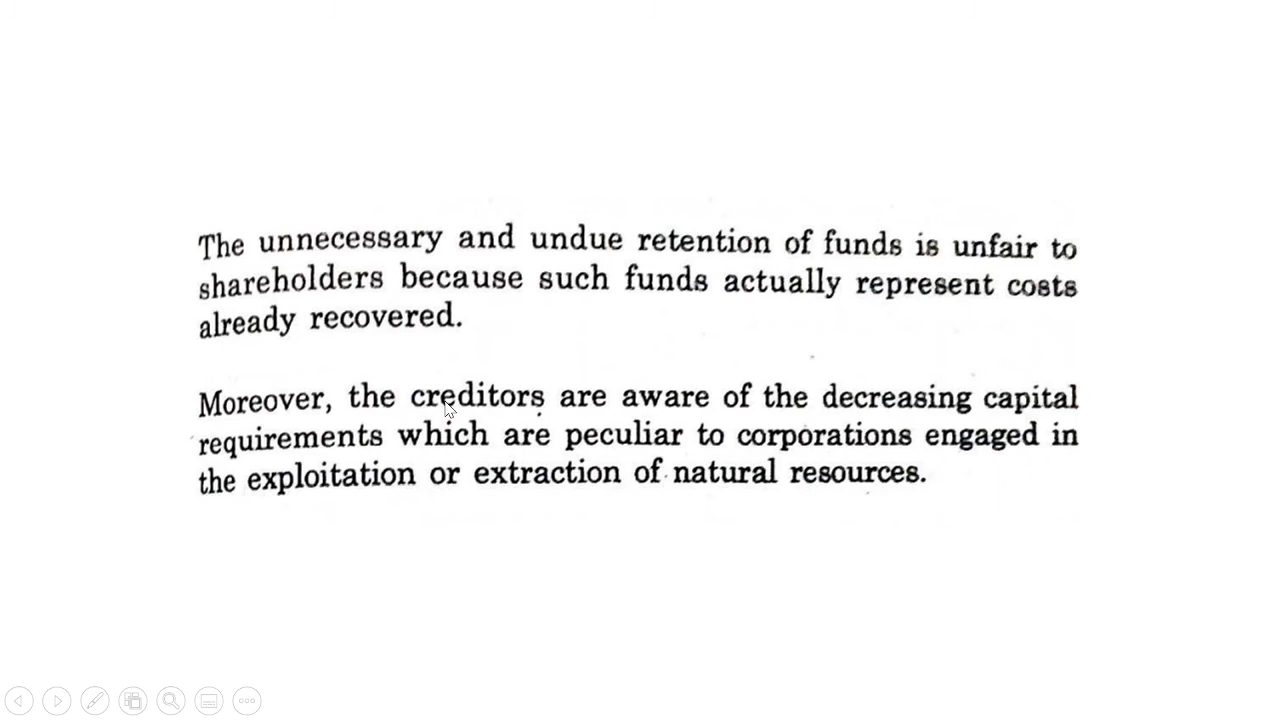 The unnecessary and undue retention of funds is unfair to
shareholders because such funds actually represent costs
already recovered.
Moreover, the creditors are aware of the decreasing capital
requirements which are peculiar to corporations engaged in
the exploitation or extraction of natural resources.